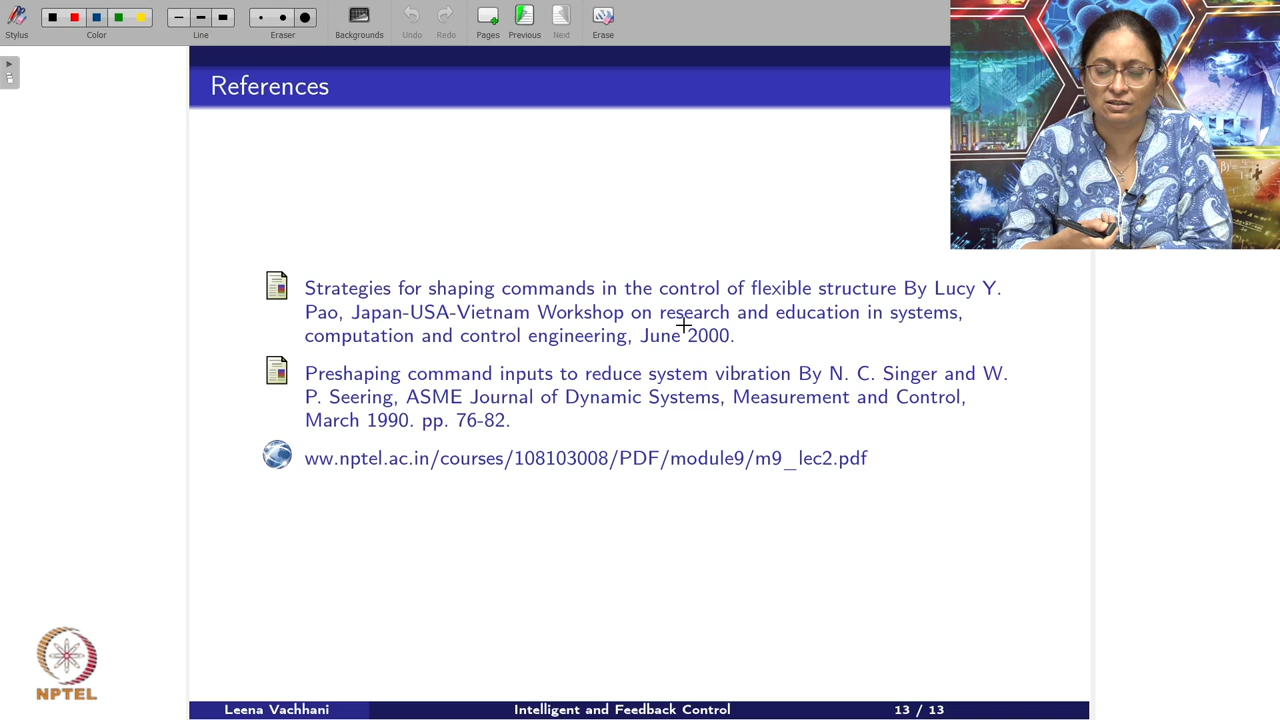 Stylus
Color
Line
Eraser
Backgrounds
Undo
Redo
Pages
Previous
Next
Erase
References
Strategies for shaping commands in the control of flexible structure By Lucy Y.
Pao, Japan-USA-Vietnam Workshop on research and education in systems,
computation and control engineering, June 2000.
Preshaping command inputs to reduce system vibration By N. C. Singer and W.
P. Seering, ASME Journal of Dynamic Systems, Measurement and Control,
March 1990. pp. 76-82.
ww.nptel.ac.in/courses/108103008/PDF/module9/m9_lec2.pdf
NPTEL
Leena Vachhani
Intelligent and Feedback Control
13 / 13